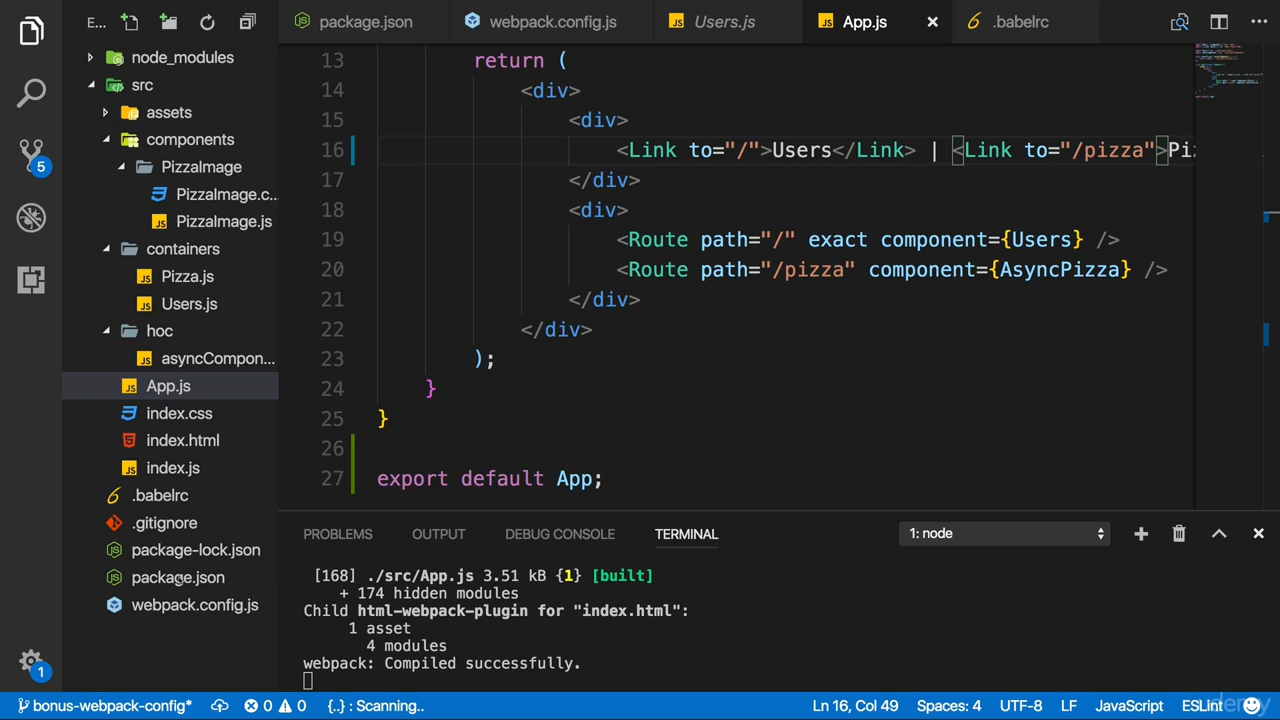 E...
package.json
webpack.config.js
Users.js
App.js
.babelrc
node_modules
src
assets
components
PizzaImage
PizzaImage.c...
PizzaImage.js
containers
Pizza.js
Users.js
hoc
asyncCompon...
App.js
index.css
index.html
index.js
.babelrc
.gitignore
package-lock.json
package.json
webpack.config.js
5
1
13 return (
14 <div>
15 <div>
16 <Link to="/">Users</Link> | <Link to="/pizza">Piz
17 </div>
18 <div>
19 <Route path="/" exact component={Users} />
20 <Route path="/pizza" component={AsyncPizza} />
21 </div>
22 </div>
23 );
24 }
25 }
26
27 export default App;
PROBLEMS OUTPUT DEBUG CONSOLE TERMINAL 1: node
[168] ./src/App.js 3.51 kB {1} [built]
+ 174 hidden modules
Child html-webpack-plugin for "index.html":
1 asset
4 modules
webpack: Compiled successfully.
bonus-webpack-config* 0 0 {..} : Scanning.. Ln 16, Col 49 Spaces: 4 UTF-8 LF JavaScript ESLint
udemy